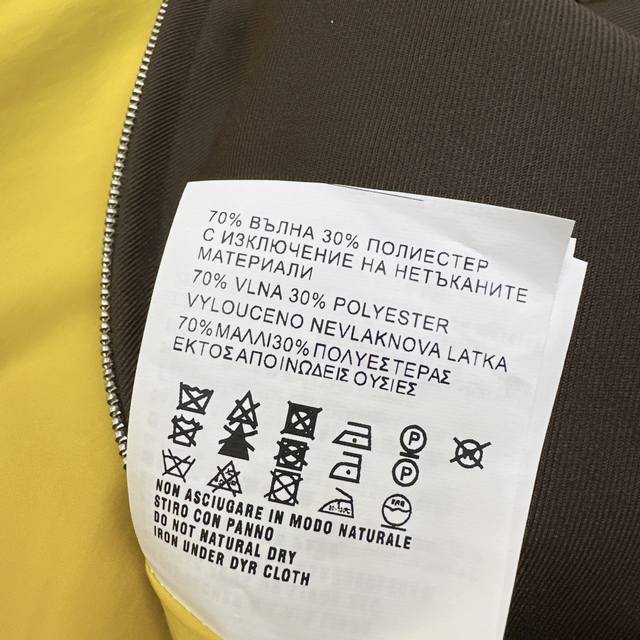 70% ВЪЛНА 30% ПОЛИЕСТЕР
С ИЗКЛЮЧЕНИЕ НА НЕТЪКАНИТЕ
МАТЕРИАЛИ
70% VLNA 30% POLYESTER
VYLOUCENO NEVLAKNOVA LATKA
70%ΜΑΛΛΙ30%ΠΟΛΥΕΣΤΕΡΑΣ
ΕΚΤΟΣ ΑΠΟ ΙΝΩΔΕΙΣ ΟΥΣΙΕΣ
P
P
NON ASCIUGARE IN MODO NATURALE
STIRO CON PANNO
DO NOT NATURAL DRY
IRON UNDER DYR CLOTH